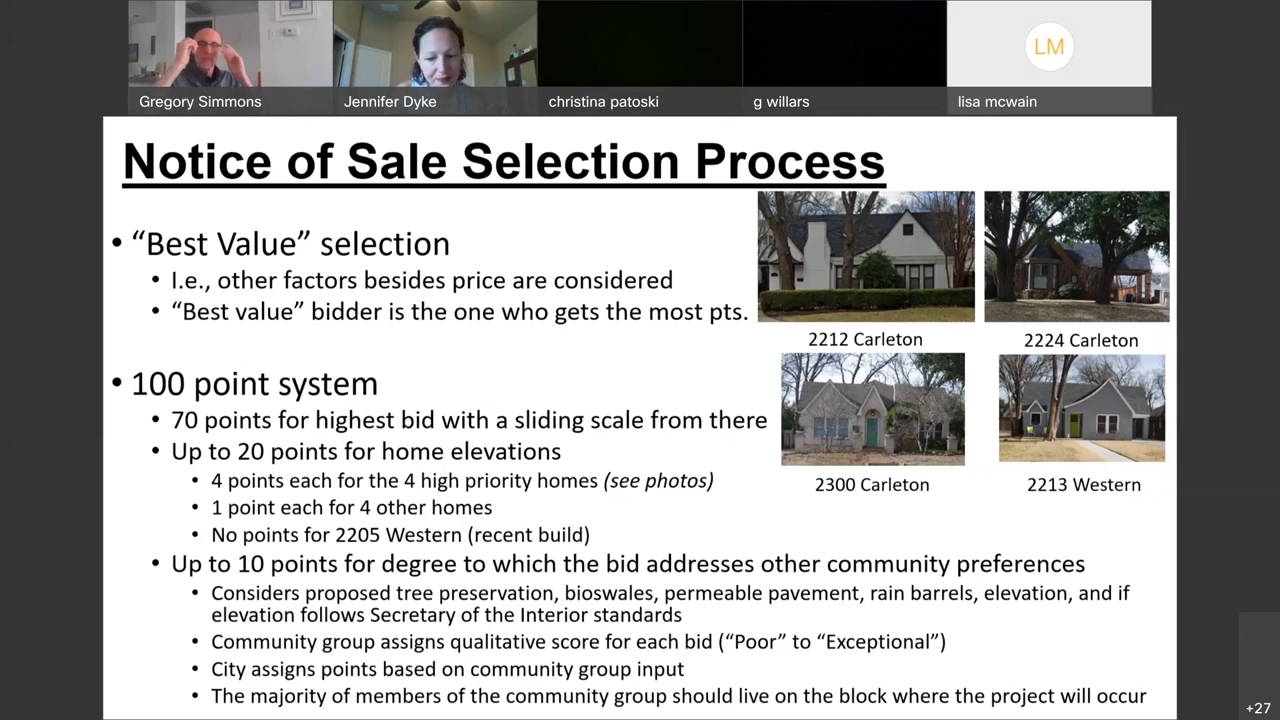 Gregory Simmons
Jennifer Dyke
christina patoski
g willars
LM
lisa mcwain
Notice of Sale Selection Process
• “Best Value” selection
• I.e., other factors besides price are considered
• “Best value” bidder is the one who gets the most pts.
2212 Carleton
2224 Carleton
• 100 point system
• 70 points for highest bid with a sliding scale from there
• Up to 20 points for home elevations
• 4 points each for the 4 high priority homes (see photos)
2300 Carleton
2213 Western
• 1 point each for 4 other homes
• No points for 2205 Western (recent build)
• Up to 10 points for degree to which the bid addresses other community preferences
• Considers proposed tree preservation, bioswales, permeable pavement, rain barrels, elevation, and if
elevation follows Secretary of the Interior standards
• Community group assigns qualitative score for each bid (“Poor” to “Exceptional”)
• City assigns points based on community group input
• The majority of members of the community group should live on the block where the project will occur
+27